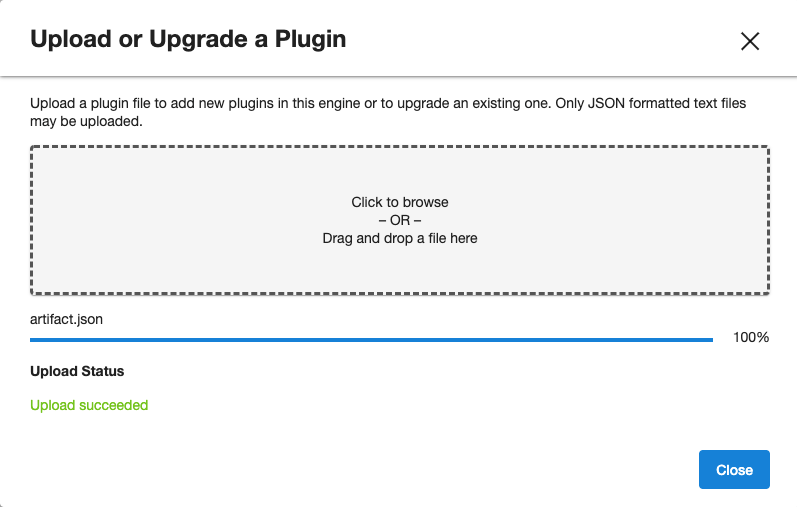 Upload or Upgrade a Plugin
Upload a plugin file to add new plugins in this engine or to upgrade an existing one. Only JSON formatted text files
may be uploaded.
Click to browse
– OR –
Drag and drop a file here
artifact.json
100%
Upload Status
Upload succeeded
Close